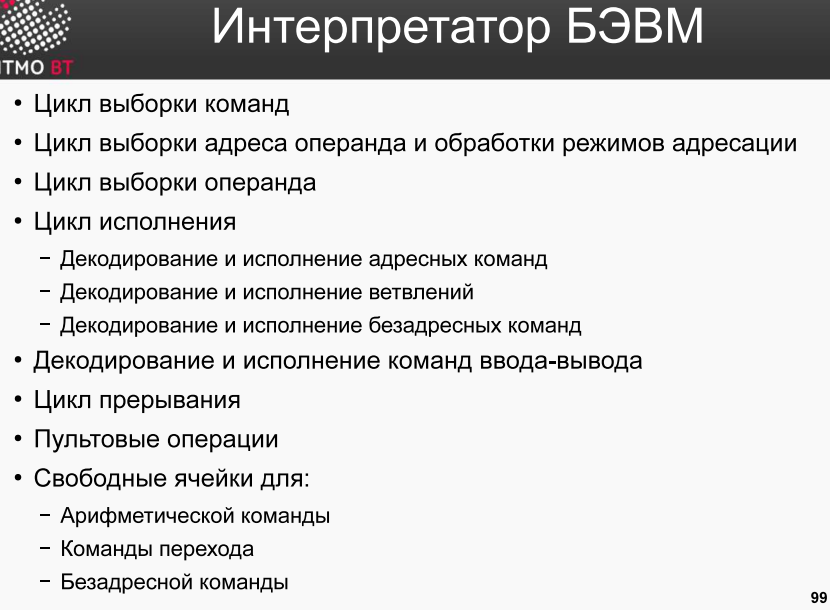 Интерпретатор БЭВМ
ИТМО ВТ
• Цикл выборки команд
• Цикл выборки адреса операнда и обработки режимов адресации
• Цикл выборки операнда
• Цикл исполнения
– Декодирование и исполнение адресных команд
– Декодирование и исполнение ветвлений
– Декодирование и исполнение безадресных команд
• Декодирование и исполнение команд ввода-вывода
• Цикл прерывания
• Пультовые операции
• Свободные ячейки для:
– Арифметической команды
– Команды перехода
– Безадресной команды
99